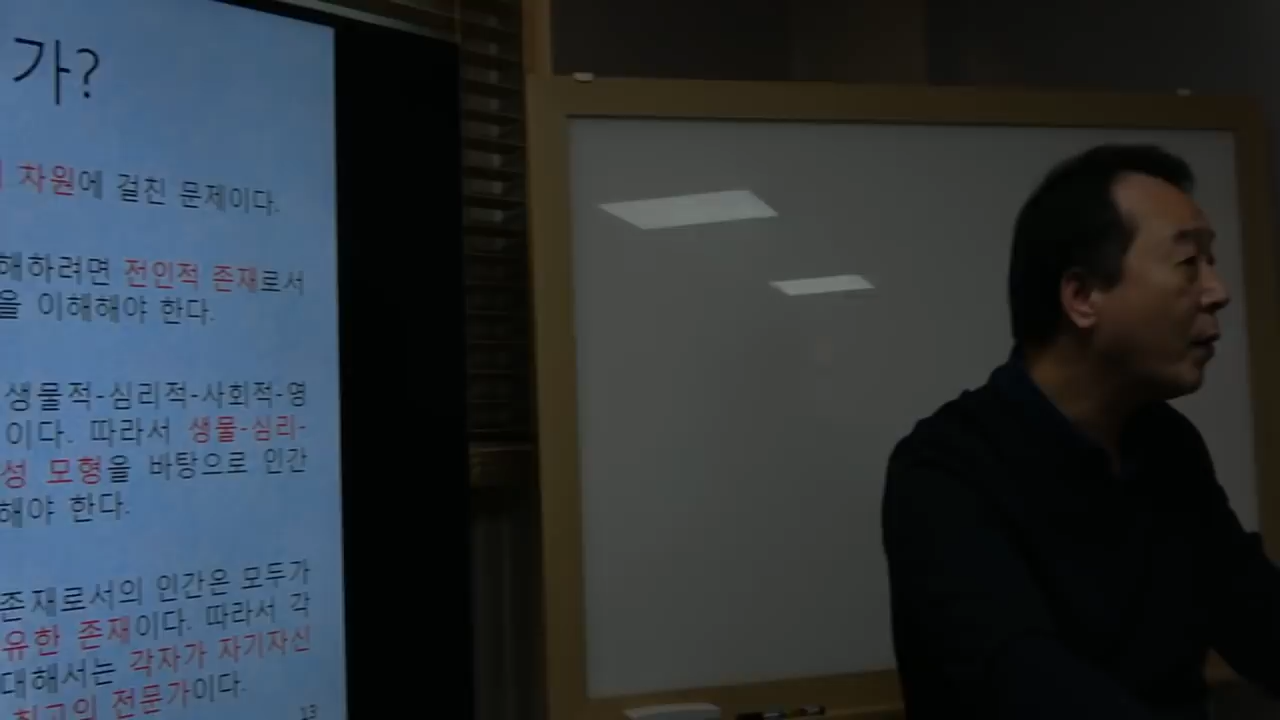 가?
차원에 걸친 문제이다.
해하려면 전인적 존재로서
을 이해해야 한다.
생물적-심리적-사회적-영
이다. 따라서 생물-심리-
성 모형을 바탕으로 인간
해야 한다.
존재로서의 인간은 모두가
유한 존재이다. 따라서 각
대해서는 각자가 자기자신
최고의 전문가이다.
13